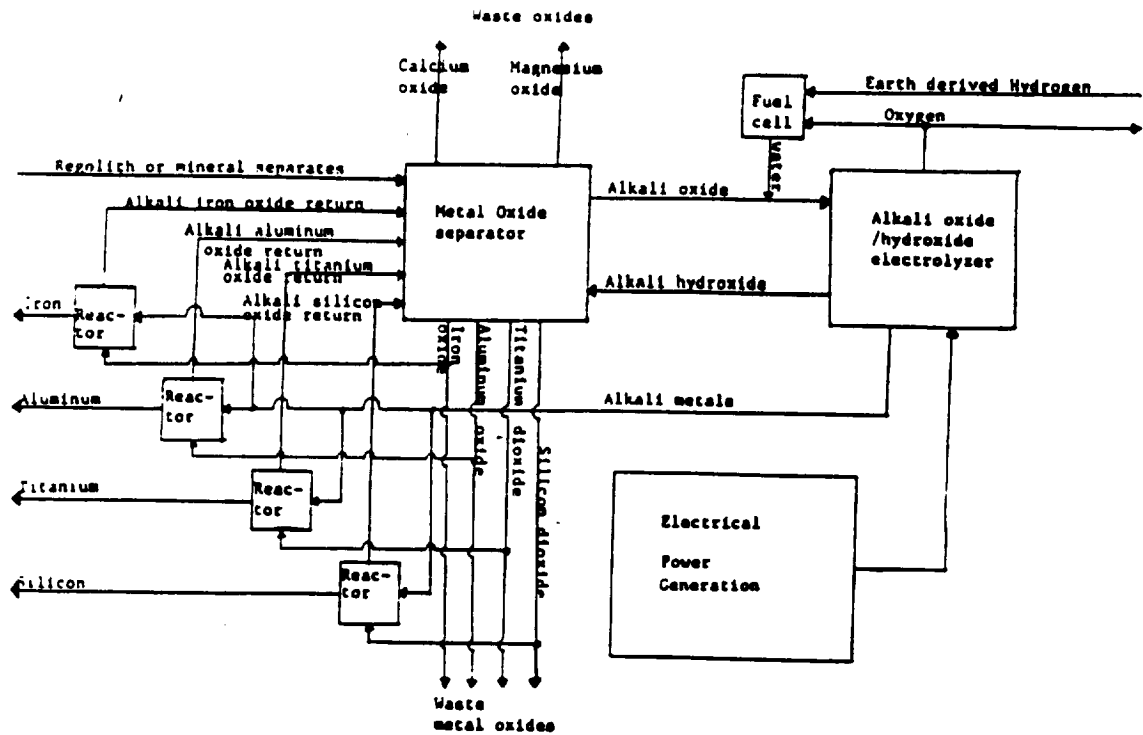 Waste oxides
Calcium
oxide
Magnesium
oxide
Fuel
cell
Earth derived Hydrogen
Oxygen
water
Regolith or mineral separates
Alkali iron oxide return
Alkali aluminum
oxide return
Alkali titanium
oxide return
Alkali silico
oxide return
Metal Oxide
separator
Alkali oxide
Alkali hydroxide
Alkali oxide
/hydroxide
electrolyzer
Iron
Reac-
tor
Iron
oxide
Aluminum oxide
Titanium dioxide
Silicon dioxide
Alkali metals
Aluminum
Reac-
tor
Titanium
Reac-
tor
Silicon
Reac-
tor
Electrical
Power
Generation
Waste
metal oxides